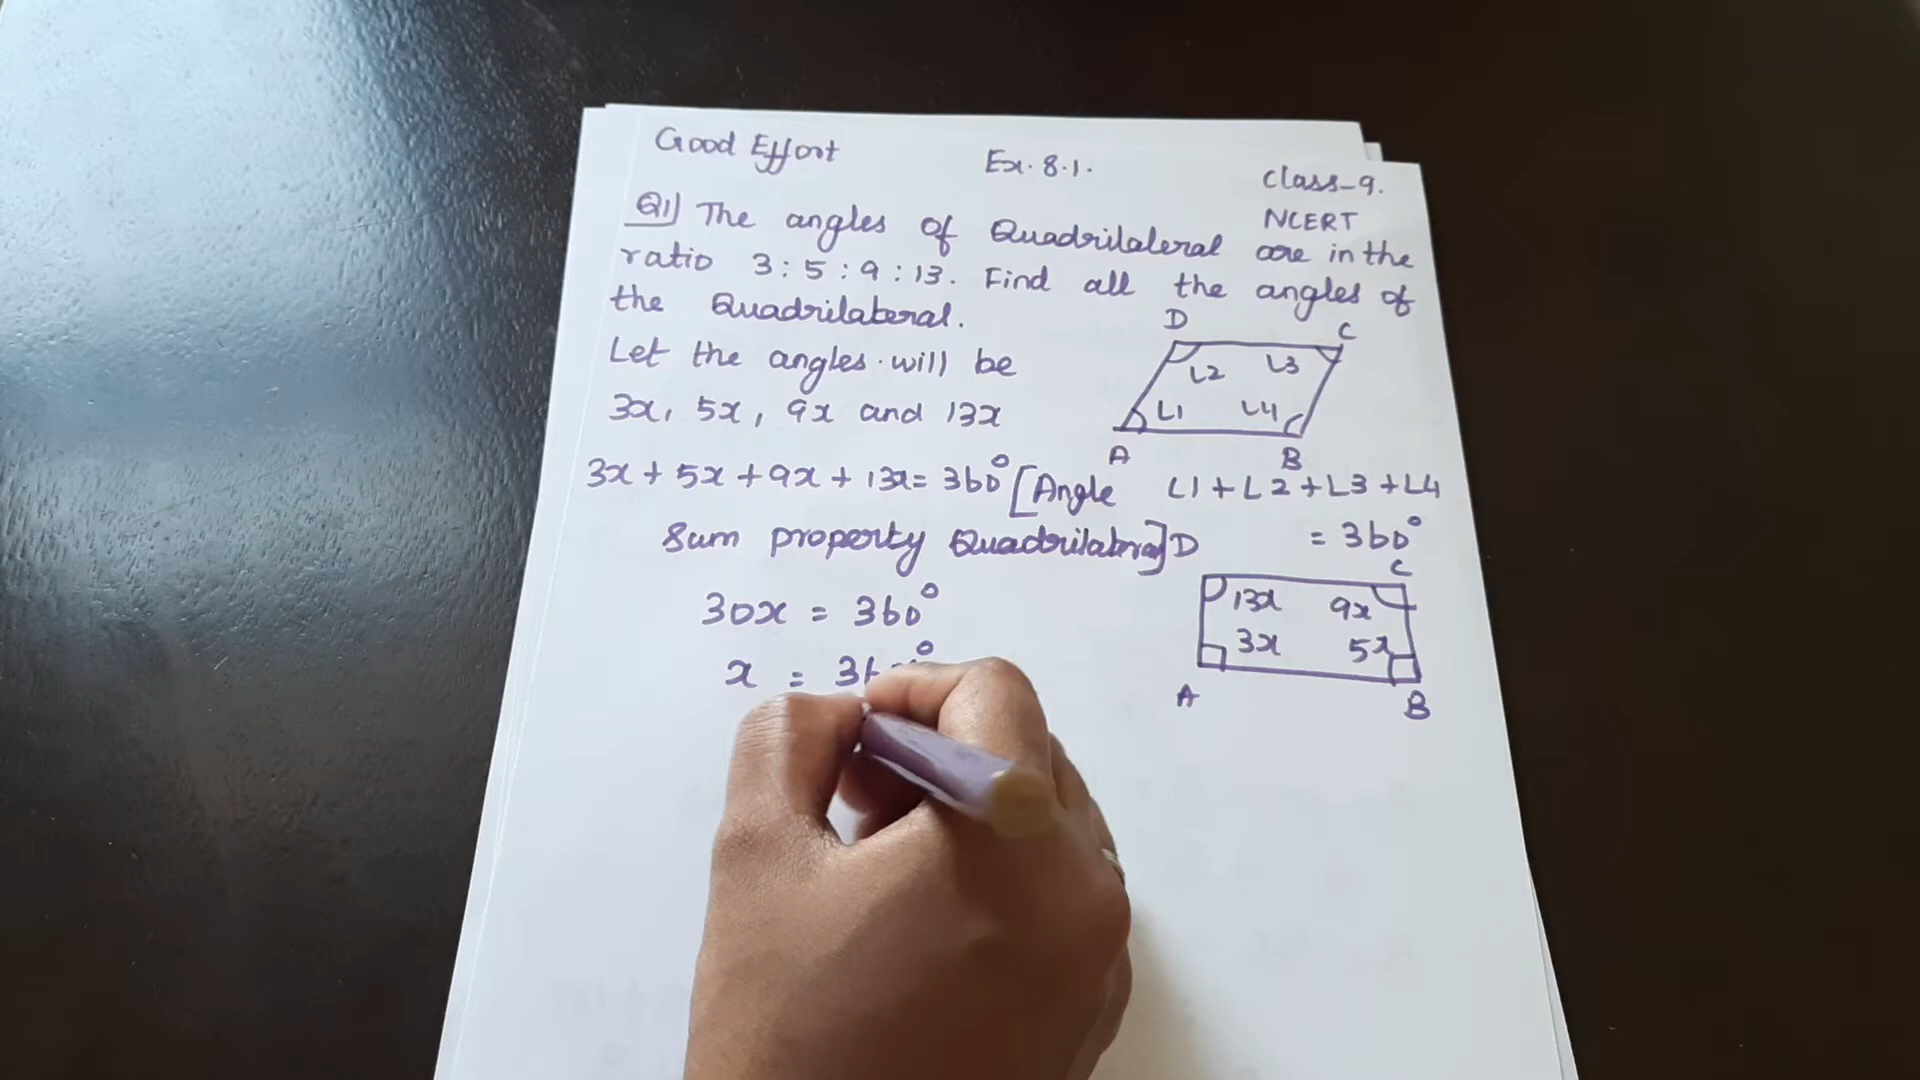 Good Effort
Ex. 8.1.
Class-9.
NCERT
Q1) The angles of Quadrilateral are in the
ratio 3 : 5 : 9 : 13. Find all the angles of
the Quadrilateral.
Let the angles will be
3x, 5x, 9x and 13x
D C
∠2 ∠3
∠1 ∠4
A B
3x + 5x + 9x + 13x = 360° [Angle
Sum property Quadrilateral]
∠1 + ∠2 + ∠3 + ∠4
= 360°
30x = 360°
x =
D C
13x 9x
3x 5x
A B